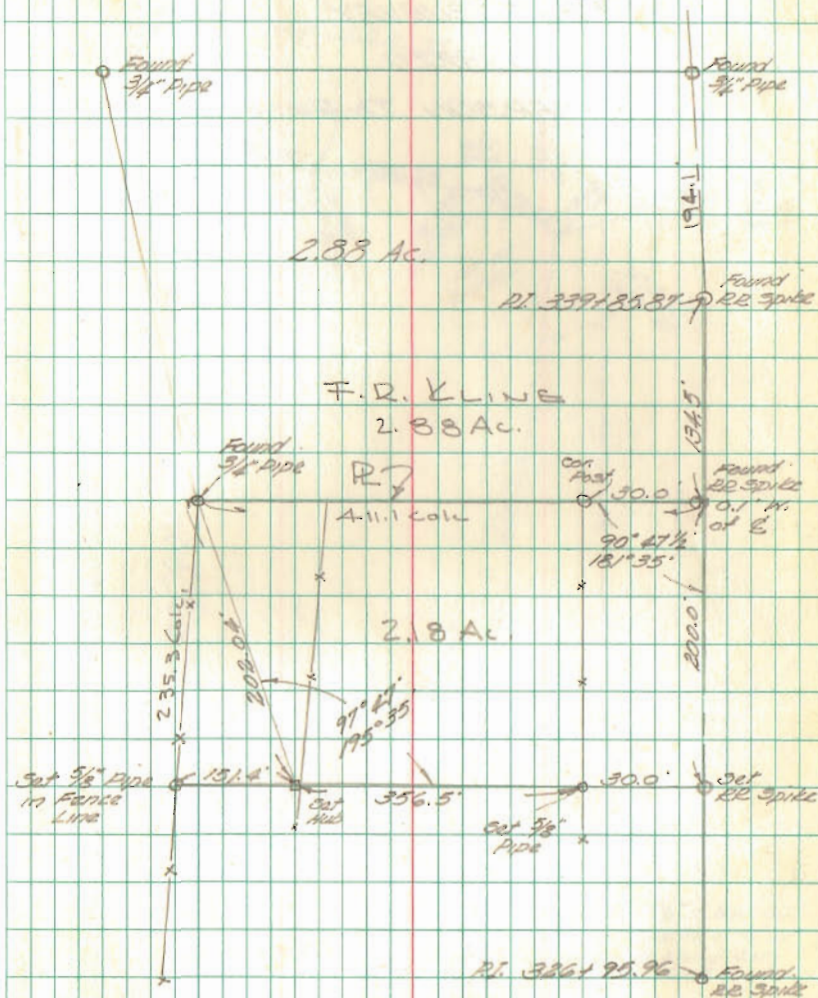 Found
3/4" Pipe
Found
3/4" Pipe
194.1'
2.88 Ac.
Found
RR Spike
P.I. 339+85.87
134.5'
F.R. KLINE
2.88 Ac.
Found
3/4" Pipe
PL
411.1 Calc
Cor.
Post
30.0'
Found
RR Spike
0.1' W.
of
90° 47 1/2'
181° 35'
200.0'
235.3 Calc.
202.04'
2.18 Ac.
97° 47'
195° 35'
Set 5/8" Pipe
in Fence
Line
151.4'
Set
Hub
356.5'
Set 5/8"
Pipe
30.0'
Set
RR Spike
P.I. 326+95.96
Found
RR Spike